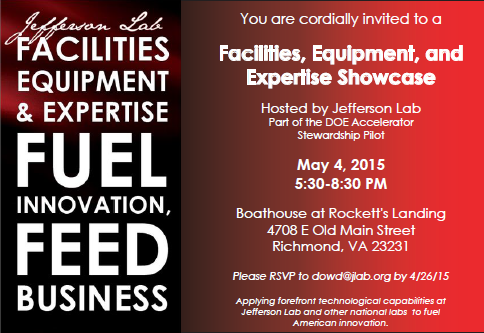 Jefferson Lab
FACILITIES
EQUIPMENT
& EXPERTISE
FUEL
INNOVATION,
FEED
BUSINESS
You are cordially invited to a
Facilities, Equipment, and
Expertise Showcase
Hosted by Jefferson Lab
Part of the DOE Accelerator
Stewardship Pilot
May 4, 2015
5:30-8:30 PM
Boathouse at Rockett's Landing
4708 E Old Main Street
Richmond, VA 23231
Please RSVP to dowd@jlab.org by 4/26/15
Applying forefront technological capabilities at
Jefferson Lab and other national labs to fuel
American innovation.